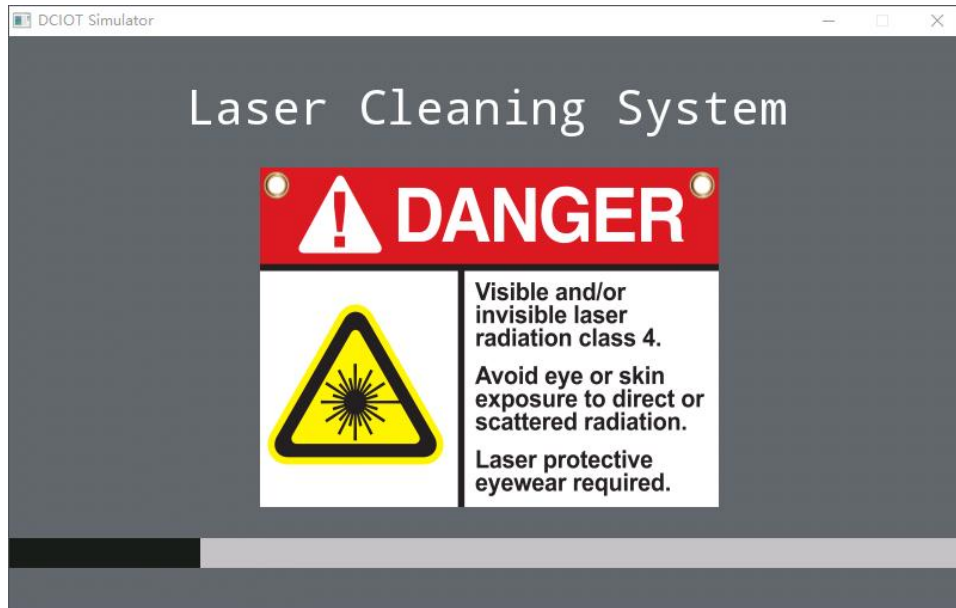 DCIOT Simulator
Laser Cleaning System
DANGER
Visible and/or
invisible laser
radiation class 4.
Avoid eye or skin
exposure to direct or
scattered radiation.
Laser protective
eyewear required.